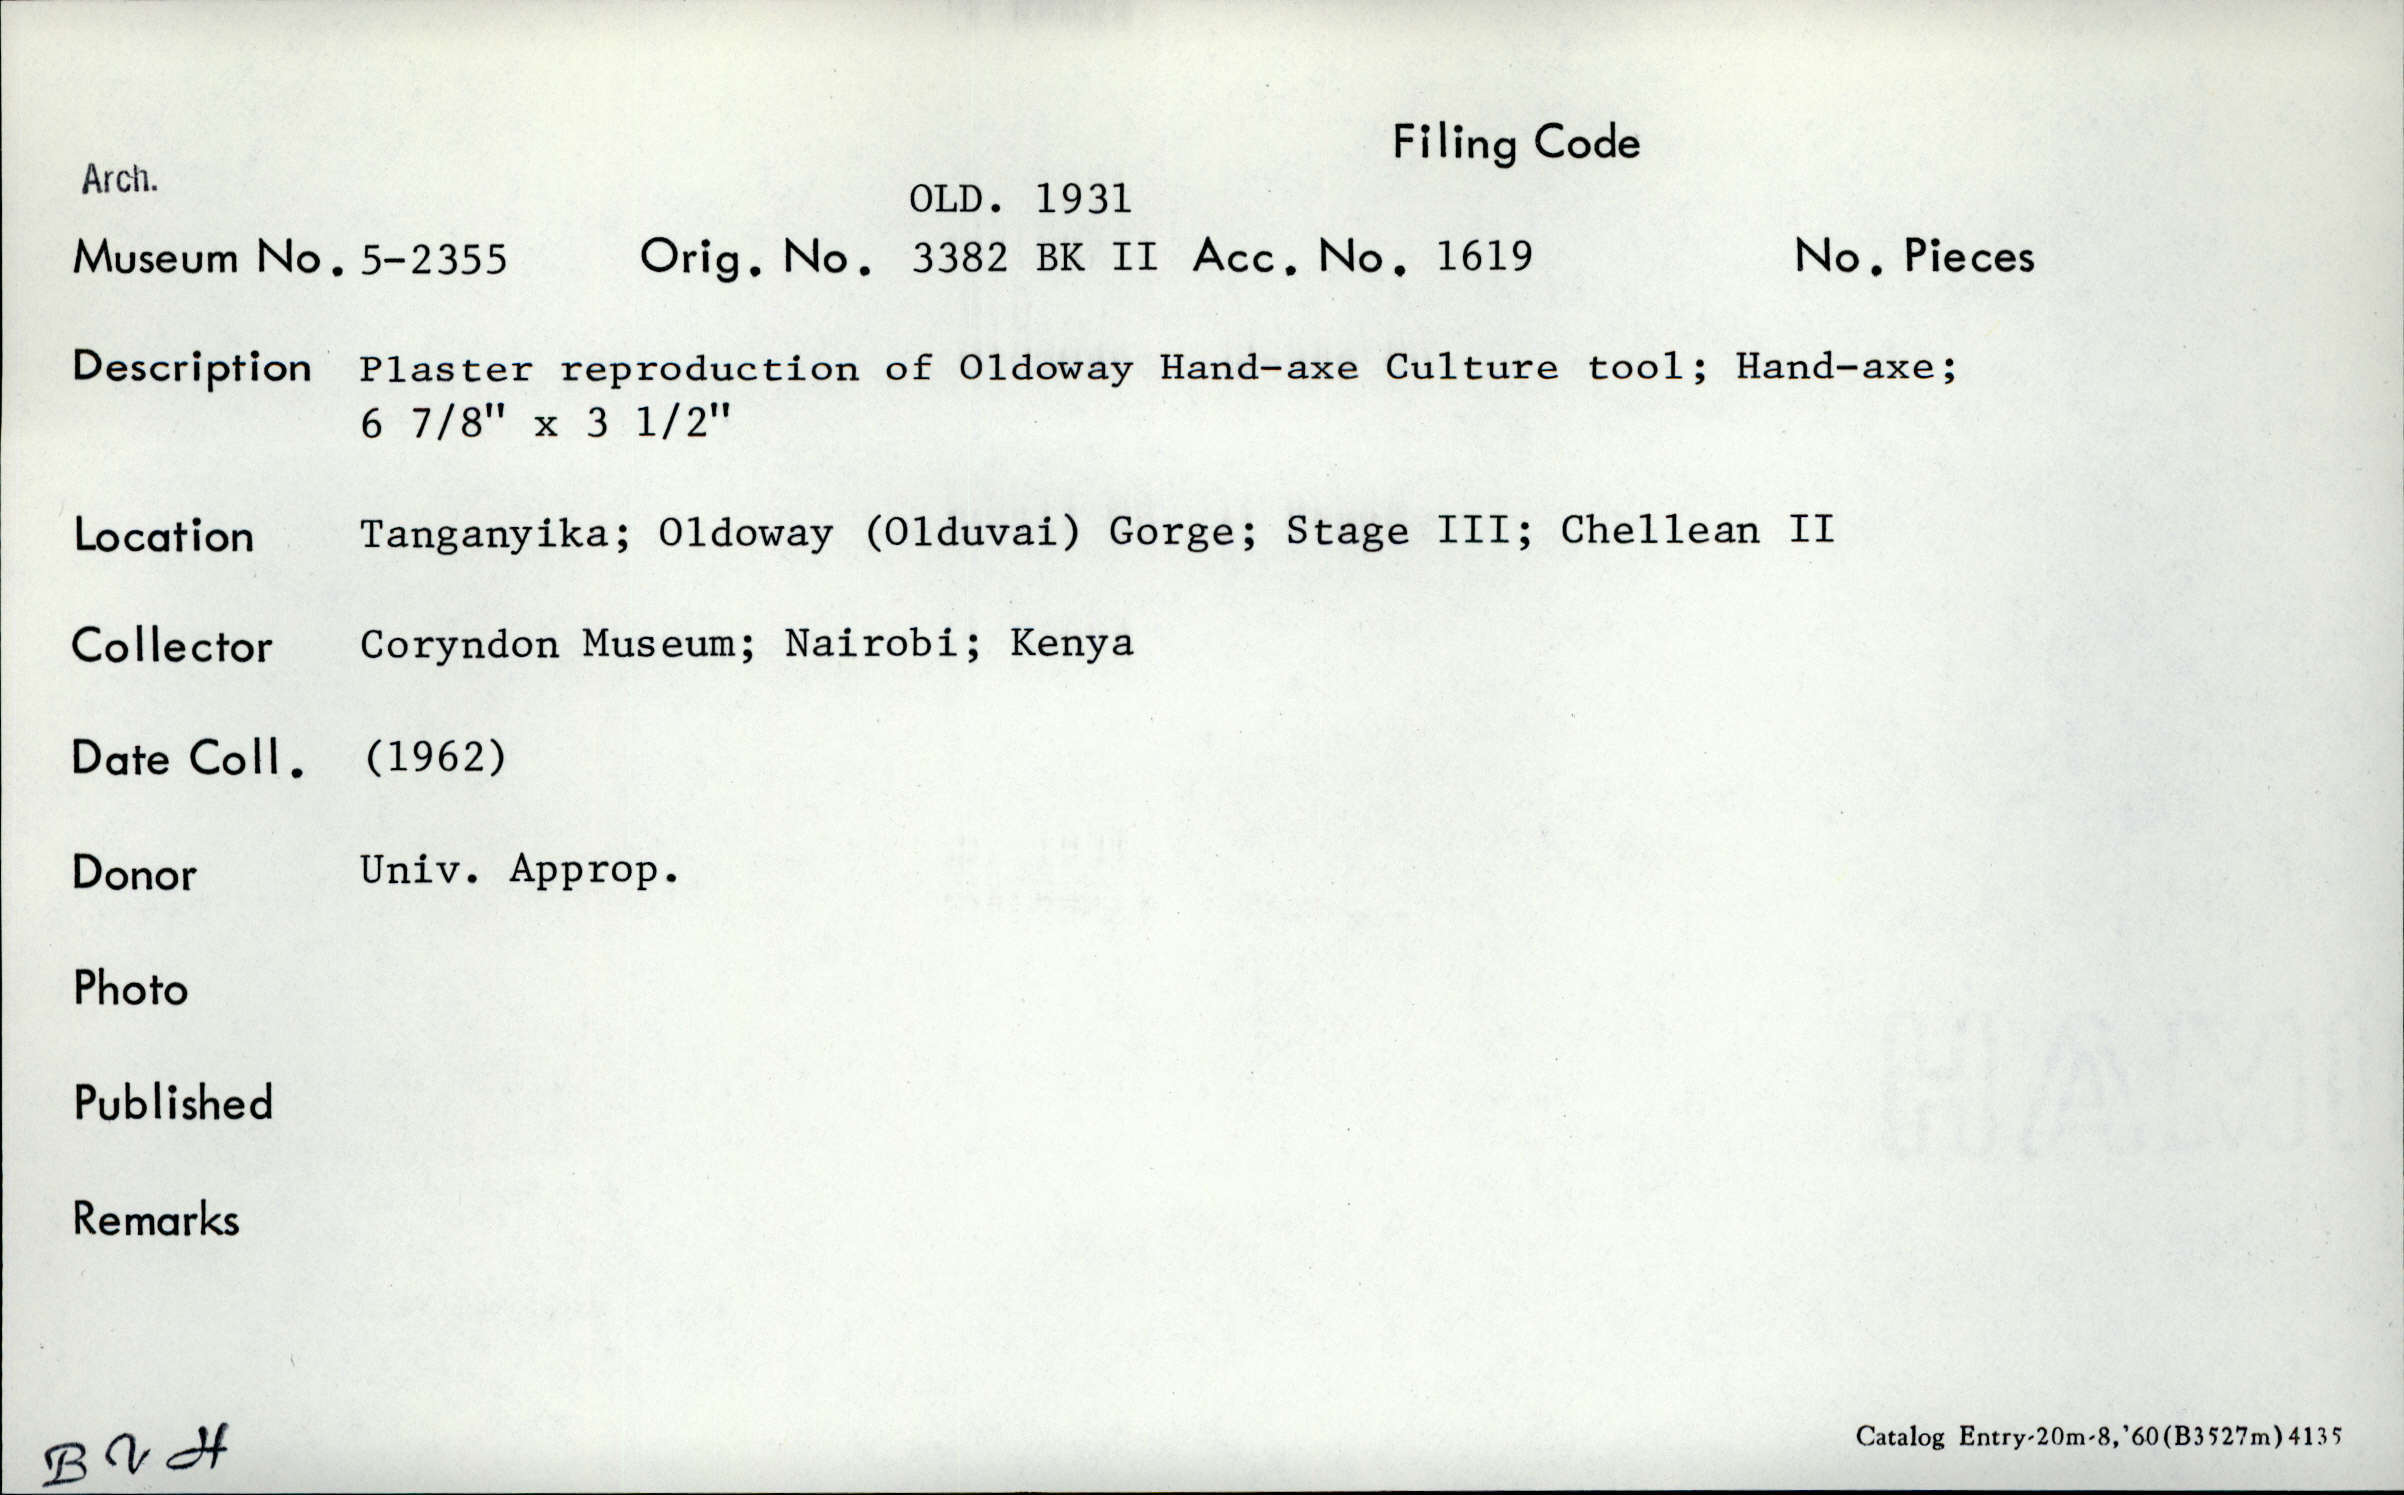 Filing Code
Arch.
OLD. 1931
Museum No. 5-2355 Orig. No. 3382 BK II Acc. No. 1619 No. Pieces
Description Plaster reproduction of Oldoway Hand-axe Culture tool; Hand-axe;
6 7/8" x 3 1/2"
Location Tanganyika; Oldoway (Olduvai) Gorge; Stage III; Chellean II
Collector Coryndon Museum; Nairobi; Kenya
Date Coll. (1962)
Donor Univ. Approp.
Photo
Published
Remarks
B V H
Catalog Entry-20m-8,'60(B3527m)4135